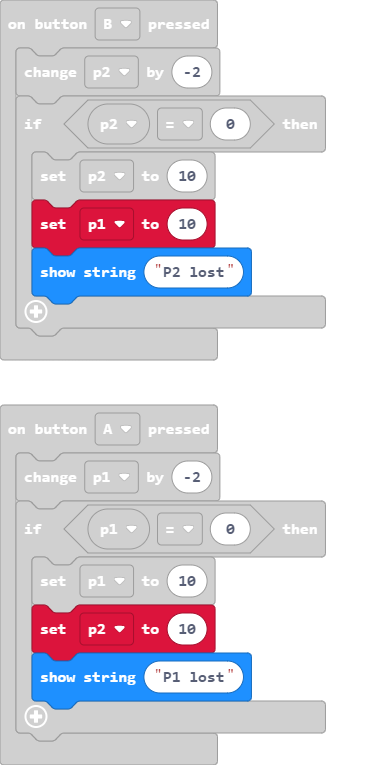 on button B pressed
change p2 by -2
if p2 = 0 then
set p2 to 10
set p1 to 10
show string "P2 lost"
on button A pressed
change p1 by -2
if p1 = 0 then
set p1 to 10
set p2 to 10
show string "P1 lost"